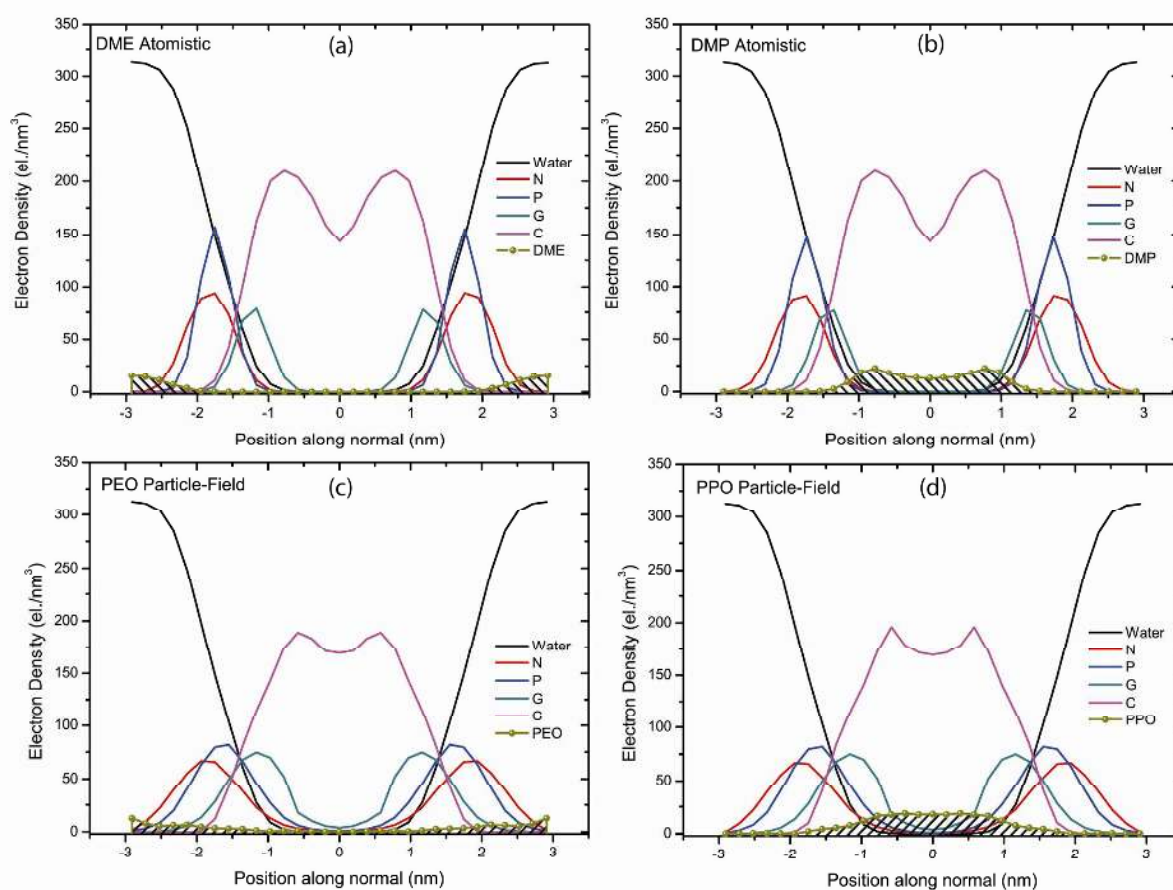 DME Atomistic
(a)
350
300
250
200
150
100
50
0
Electron Density (el./nm³)
Water
N
P
G
C
DME
-3 -2 -1 0 1 2 3
Position along normal (nm)
DMP Atomistic
(b)
350
300
250
200
150
100
50
0
Electron Density (el./nm³)
Water
N
P
G
C
DMP
-3 -2 -1 0 1 2 3
Position along normal (nm)
PEO Particle-Field
(c)
350
300
250
200
150
100
50
0
Electron Density (el./nm³)
Water
N
P
G
C
PEO
-3 -2 -1 0 1 2 3
Position along normal (nm)
PPO Particle-Field
(d)
350
300
250
200
150
100
50
0
Electron Density (el./nm³)
Water
N
P
G
C
PPO
-3 -2 -1 0 1 2 3
Position along normal (nm)